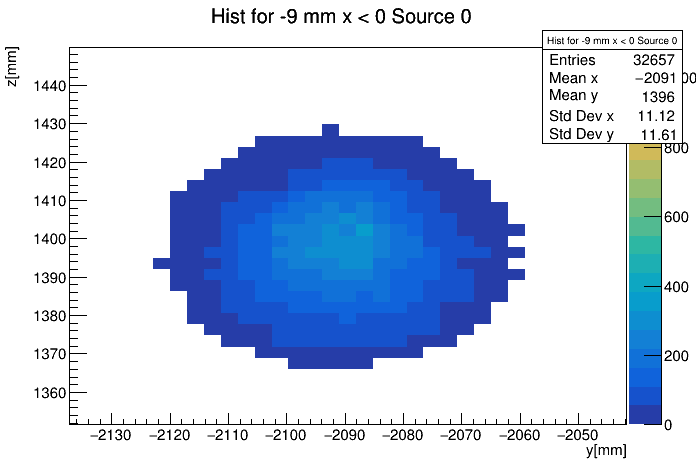 Hist for -9 mm x < 0 Source 0
z[mm]
Hist for -9 mm x < 0 Source 0
Entries 32657
Mean x −2091
Mean y 1396
Std Dev x 11.12
Std Dev y 11.61
1440
1430
1420
1410
1400
1390
1380
1370
1360
00
800
600
400
200
0
−2130 −2120 −2110 −2100 −2090 −2080 −2070 −2060 −2050
y[mm]